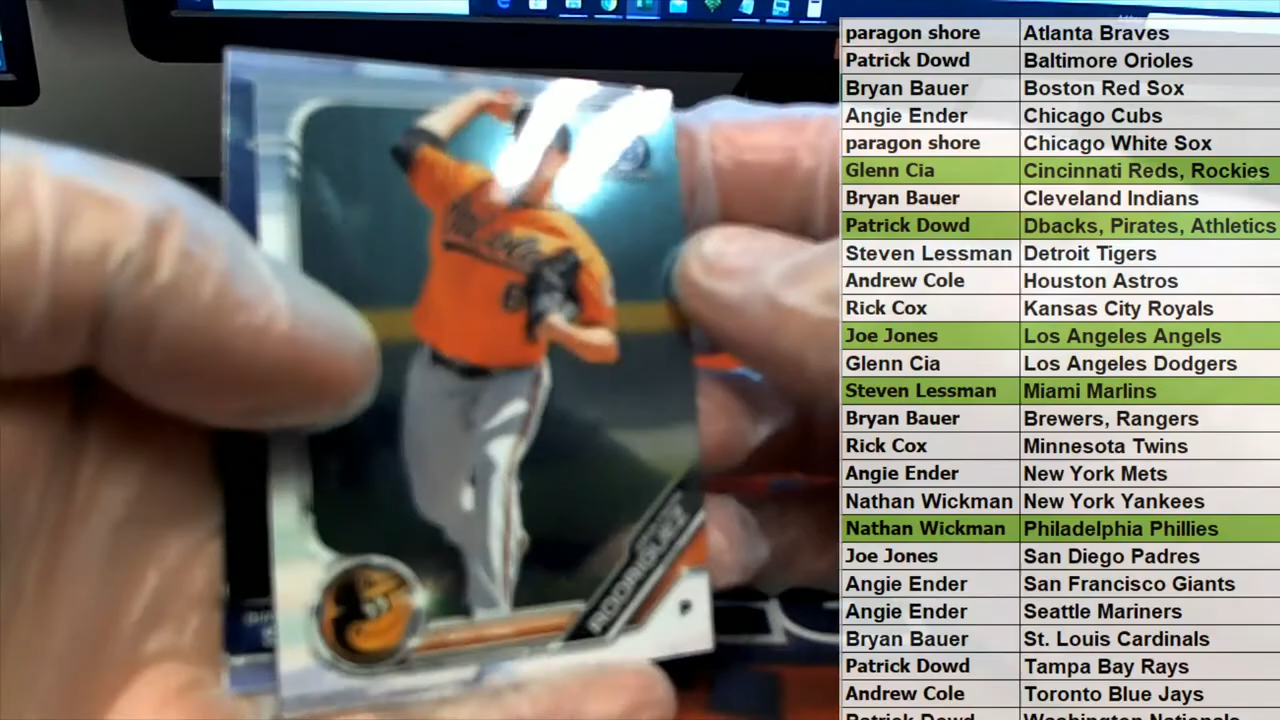 paragon shore Atlanta Braves
Patrick Dowd Baltimore Orioles
Bryan Bauer Boston Red Sox
Angie Ender Chicago Cubs
paragon shore Chicago White Sox
Glenn Cia Cincinnati Reds, Rockies
Bryan Bauer Cleveland Indians
Patrick Dowd Dbacks, Pirates, Athletics
Steven Lessman Detroit Tigers
Andrew Cole Houston Astros
Rick Cox Kansas City Royals
Joe Jones Los Angeles Angels
Glenn Cia Los Angeles Dodgers
Steven Lessman Miami Marlins
Bryan Bauer Brewers, Rangers
Rick Cox Minnesota Twins
Angie Ender New York Mets
Nathan Wickman New York Yankees
Nathan Wickman Philadelphia Phillies
Joe Jones San Diego Padres
Angie Ender San Francisco Giants
Angie Ender Seattle Mariners
Bryan Bauer St. Louis Cardinals
Patrick Dowd Tampa Bay Rays
Andrew Cole Toronto Blue Jays
Patrick Dowd Washington Nationals
RODRIGUEZ
P